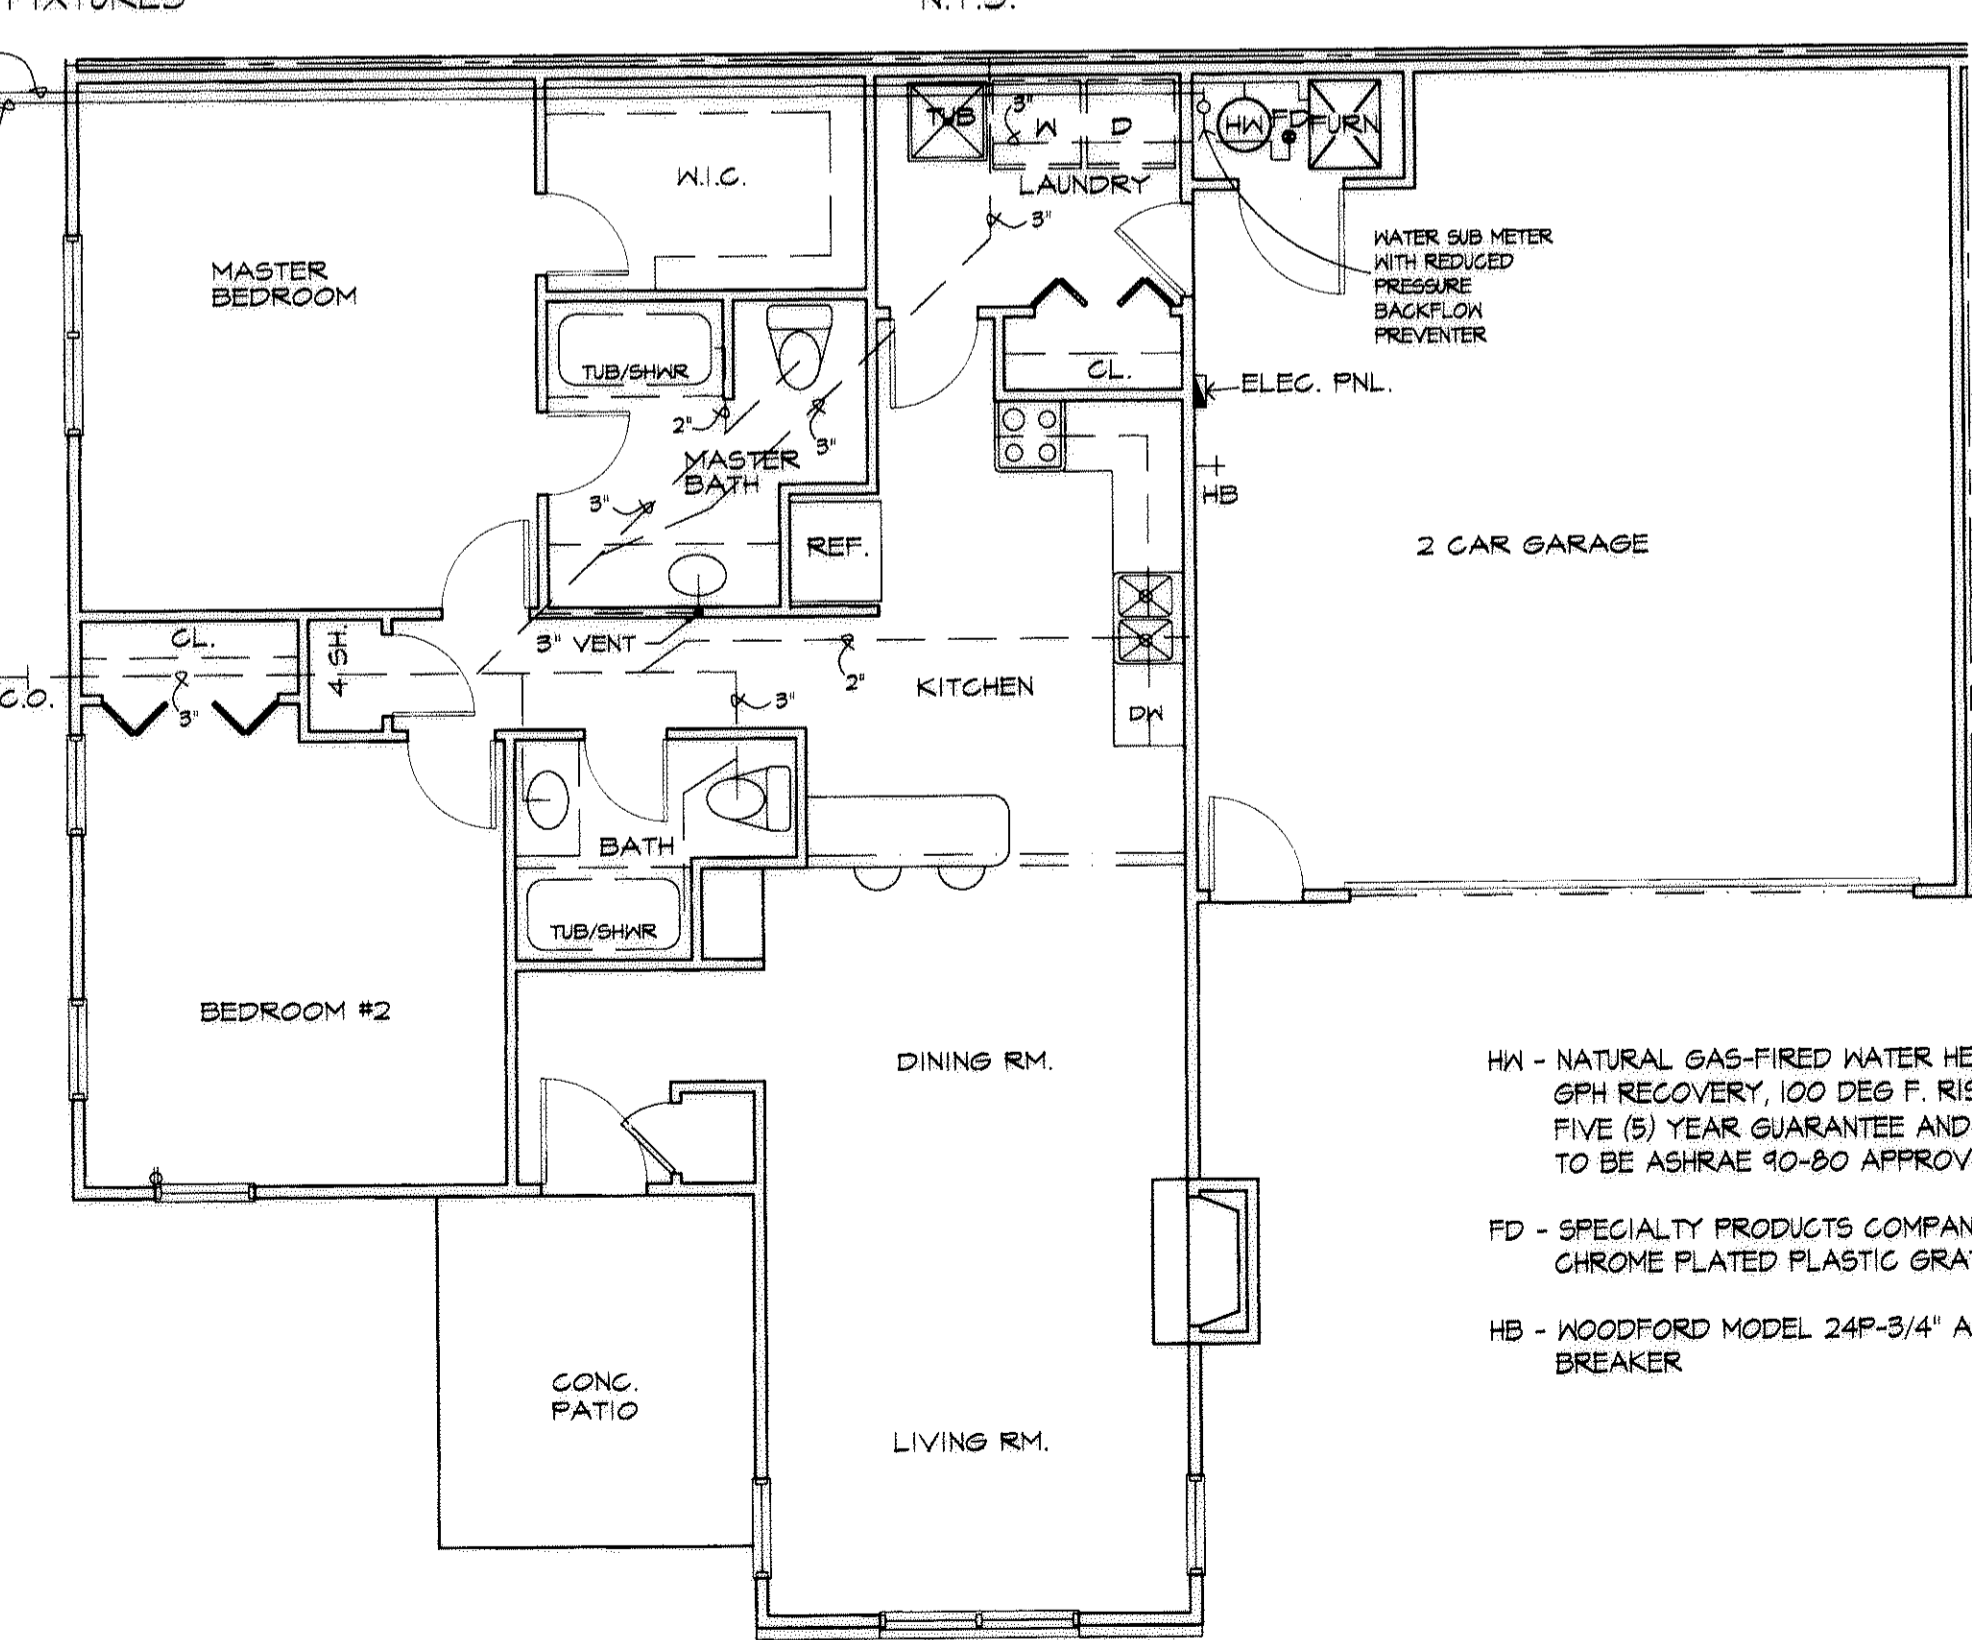 FIXTURES
N.T.S.
TUB
3"
W
D
HW
FD
FURN
W.I.C.
LAUNDRY
3"
MASTER
BEDROOM
WATER SUB METER
WITH REDUCED
PRESSURE
BACKFLOW
PREVENTER
TUB/SHWR
CL.
ELEC. PNL.
2"
3"
MASTER
BATH
3"
HB
REF.
2 CAR GARAGE
CL.
4 SH.
3" VENT
2"
KITCHEN
C.O.
3"
3"
DW
BATH
TUB/SHWR
BEDROOM #2
DINING RM.
HW - NATURAL GAS-FIRED WATER HE
GPH RECOVERY, 100 DEG F. RIS
FIVE (5) YEAR GUARANTEE AND
TO BE ASHRAE 90-80 APPROV
FD - SPECIALTY PRODUCTS COMPAN
CHROME PLATED PLASTIC GRA
HB - WOODFORD MODEL 24P-3/4" A
BREAKER
CONC.
PATIO
LIVING RM.